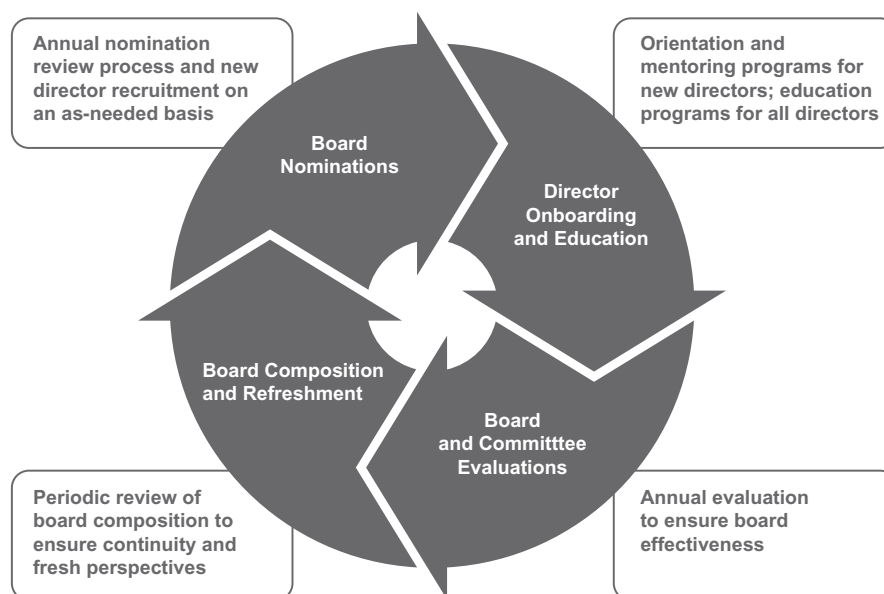 Annual nomination
review process and new
director recruitment on
an as-needed basis
Orientation and
mentoring programs for
new directors; education
programs for all directors
Board
Nominations
Director
Onboarding
and Education
Board Composition
and Refreshment
Board
and Committtee
Evaluations
Periodic review of
board composition to
ensure continuity and
fresh perspectives
Annual evaluation
to ensure board
effectiveness